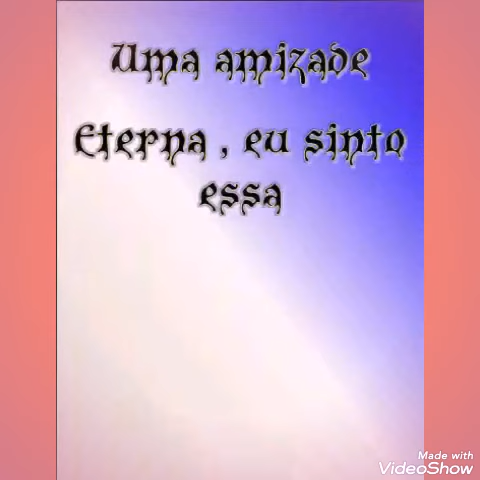 Uma amizade
Eterna , eu sinto
essa
Made with
VideoShow